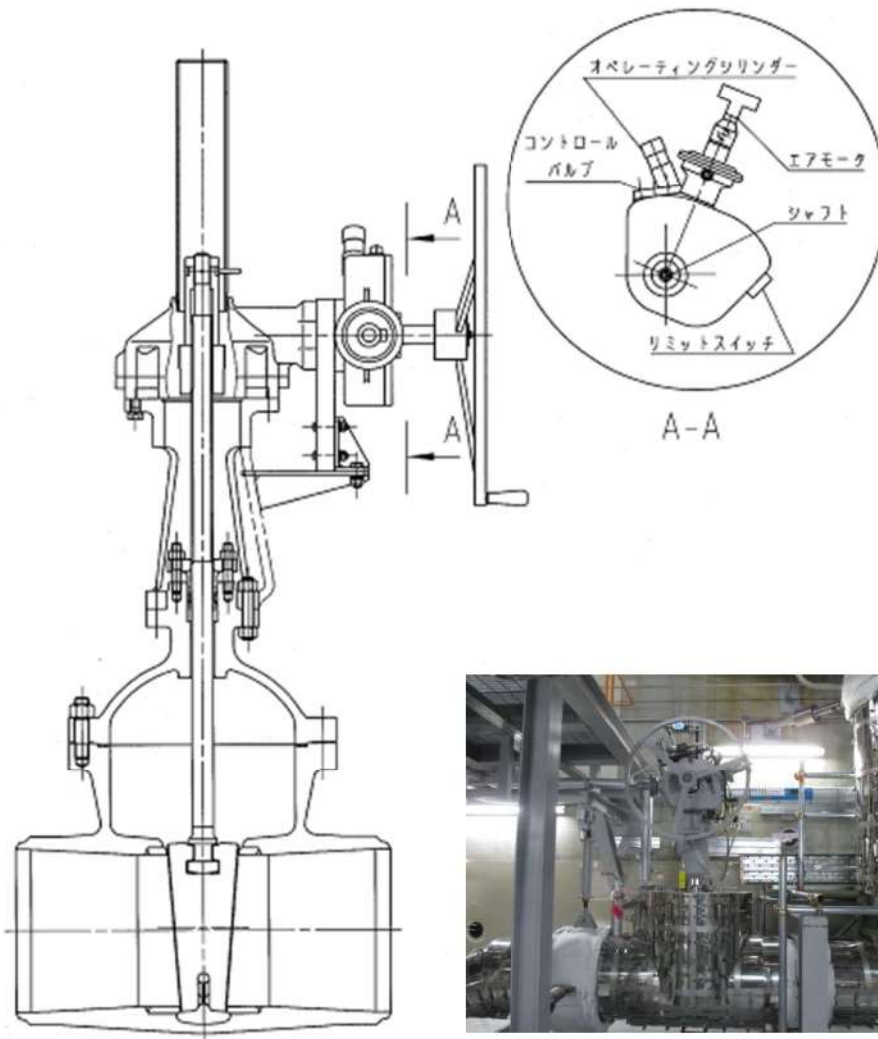 オペレーティングシリンダー
コントロール
バルブ
エアモータ
シャフト
リミットスイッチ
A
A
A-A